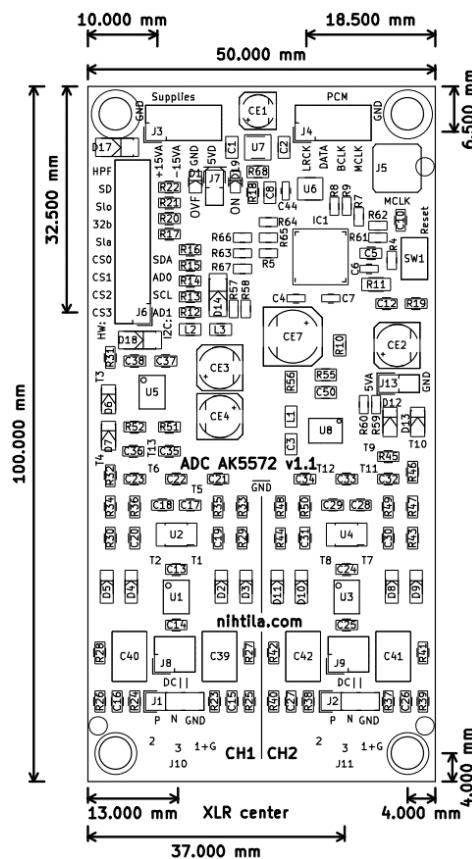 10.000 mm
18.500 mm
50.000 mm
6.500 mm
32.500 mm
100.000 mm
Supplies
PCM
GND
GND
CE1
J3
J4
D17
+15VA
-15VA
GND
5VD
C1
U7
C2
LRCK
DATA
BCLK
MCLK
J5
HPF
SD
Slo
32b
Sla
CS0
CS1
CS2
CS3
R22
R21
R20
R17
D1
OVF
J7
D19
ON
R68
R18
C8
C44
U6
R8
R9
R7
MCLK
C10
Reset
R64
R65
R66
R63
R67
R5
IC1
R62
R61
C5
C6
R4
SW1
R11
R16
R15
R14
R13
R12
SDA
AD0
SCL
AD1
J6
D14
R57
R58
C4
C7
C12
R19
HW:
I2C:
D18
L2
L3
CE7
R10
CE2
R31
C38
C37
CE3
U5
R56
R55
C50
5VA
GND
J13
T3
D6
CE4
L1
R60
R59
D12
D13
T10
D7
R52
R51
T13
C36
C35
C3
U8
T9
R45
T4
R32
T6
ADC AK5572 v1.1
T12
T11
R46
C23
C22
C21
C34
C33
C32
T5
GND
R34
R36
C18
C17
R35
R33
R48
R50
C29
C28
R49
R47
R30
C20
U2
C19
R29
R44
C31
U4
C30
R43
T2
T1
T8
T7
C13
C24
D5
D4
U1
D2
D3
D11
D10
U3
D8
D9
C14
nihtila.com
C25
R28
C40
J8
C39
R27
R42
C42
J9
C41
R41
DC||
DC||
R26
C16
R24
J1
R23
C15
R25
R40
C27
R38
J2
R37
C26
R39
P
N
GND
P
N
GND
2
3
1+G
CH1
CH2
2
3
1+G
J10
J11
4.000 mm
13.000 mm
XLR center
4.000 mm
37.000 mm